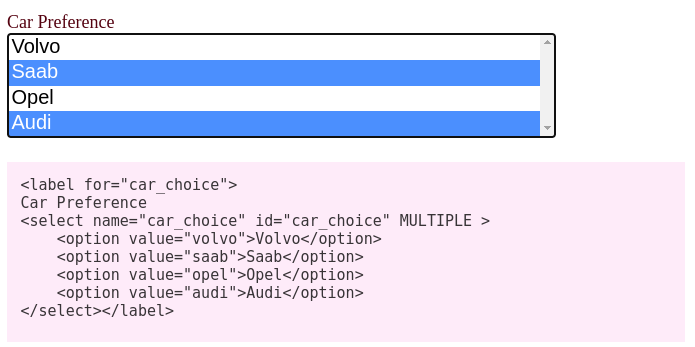 Car Preference
Volvo
Saab
Opel
Audi
<label for="car_choice">
Car Preference
<select name="car_choice" id="car_choice" MULTIPLE >
    <option value="volvo">Volvo</option>
    <option value="saab">Saab</option>
    <option value="opel">Opel</option>
    <option value="audi">Audi</option>
</select></label>